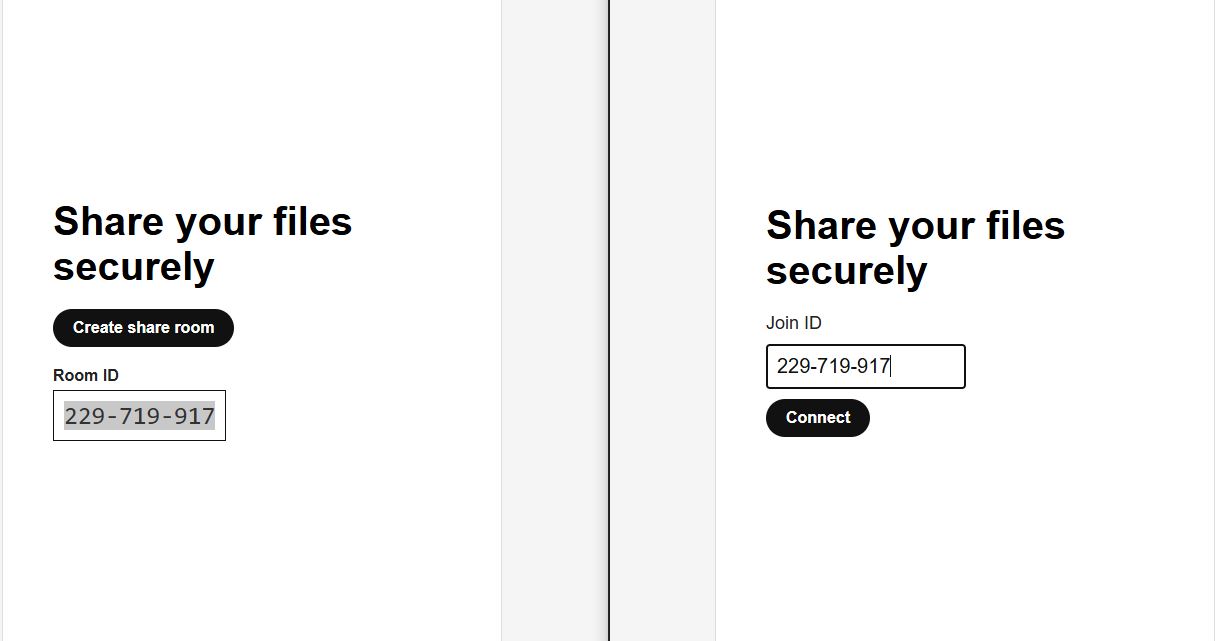 Share your files
securely
Create share room
Room ID
229-719-917
Share your files
securely
Join ID
229-719-917
Connect